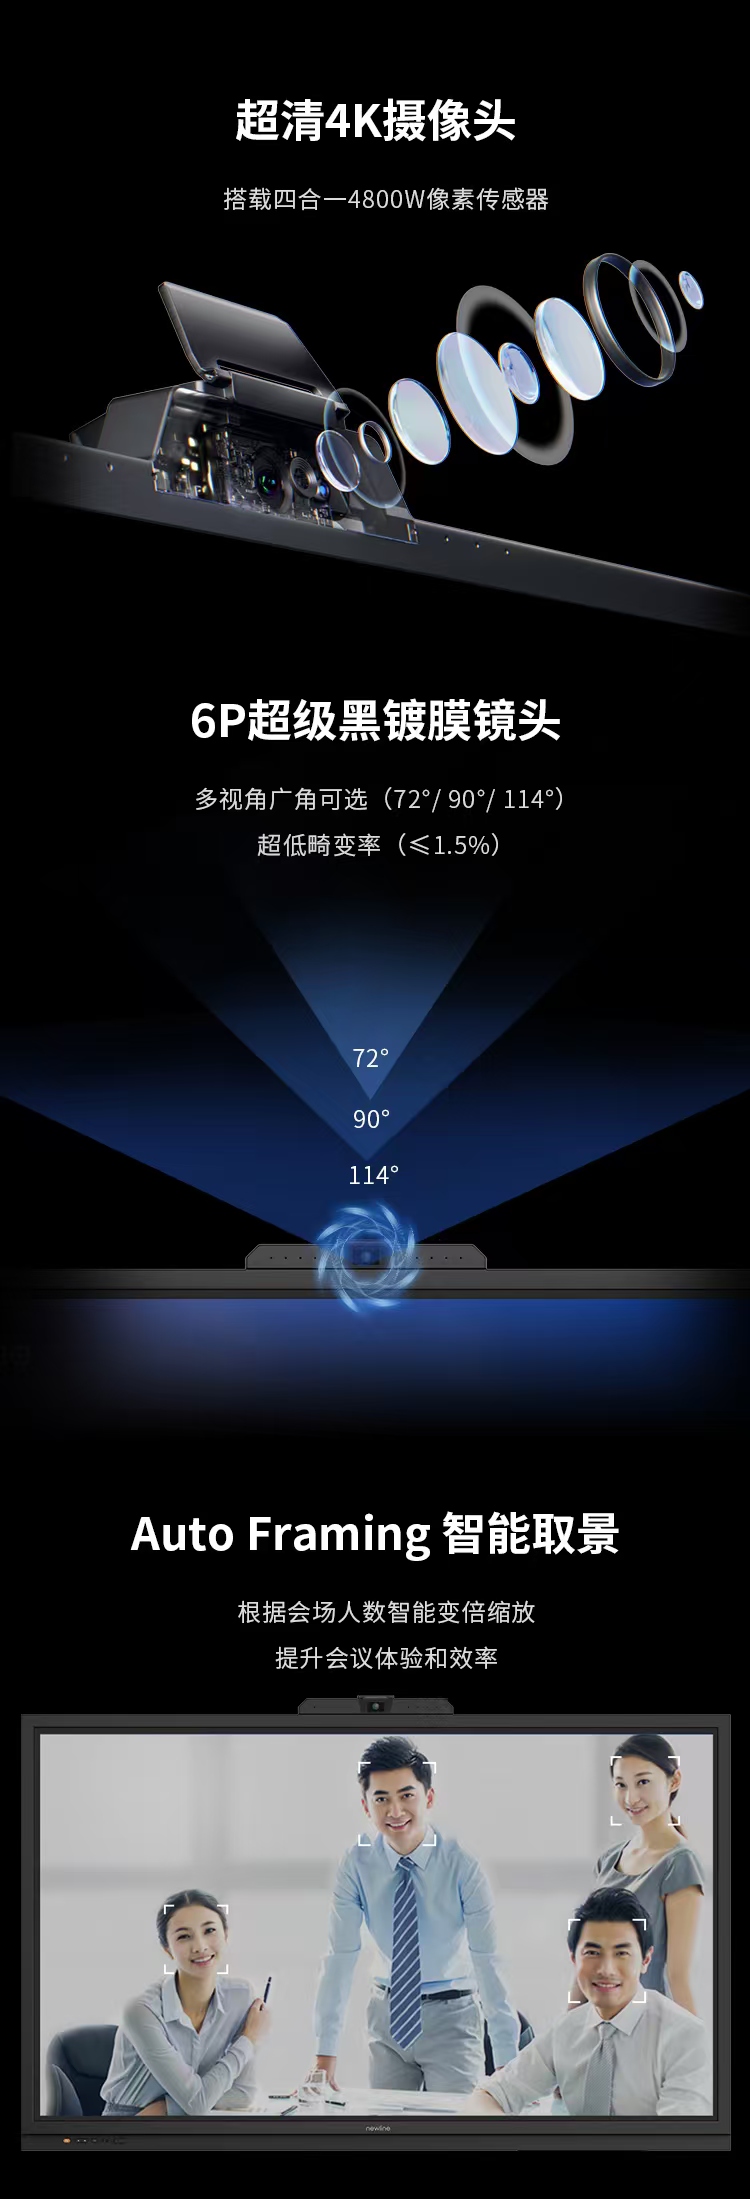 超清4K摄像头
搭载四合一4800W像素传感器
6P超级黑镀膜镜头
多视角广角可选（72°/ 90°/ 114°）
超低畸变率（≤1.5%）
72°
90°
114°
Auto Framing 智能取景
根据会场人数智能变倍缩放
提升会议体验和效率
newline